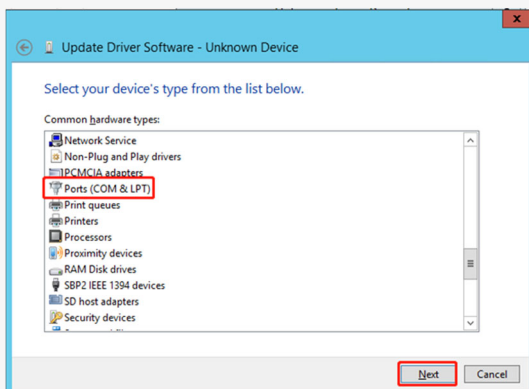 x
Update Driver Software - Unknown Device
Select your device's type from the list below.
Common hardware types:
Network Service
Non-Plug and Play drivers
PCMCIA adapters
Ports (COM & LPT)
Print queues
Printers
Processors
Proximity devices
RAM Disk drives
SBP2 IEEE 1394 devices
SD host adapters
Security devices
Next
Cancel